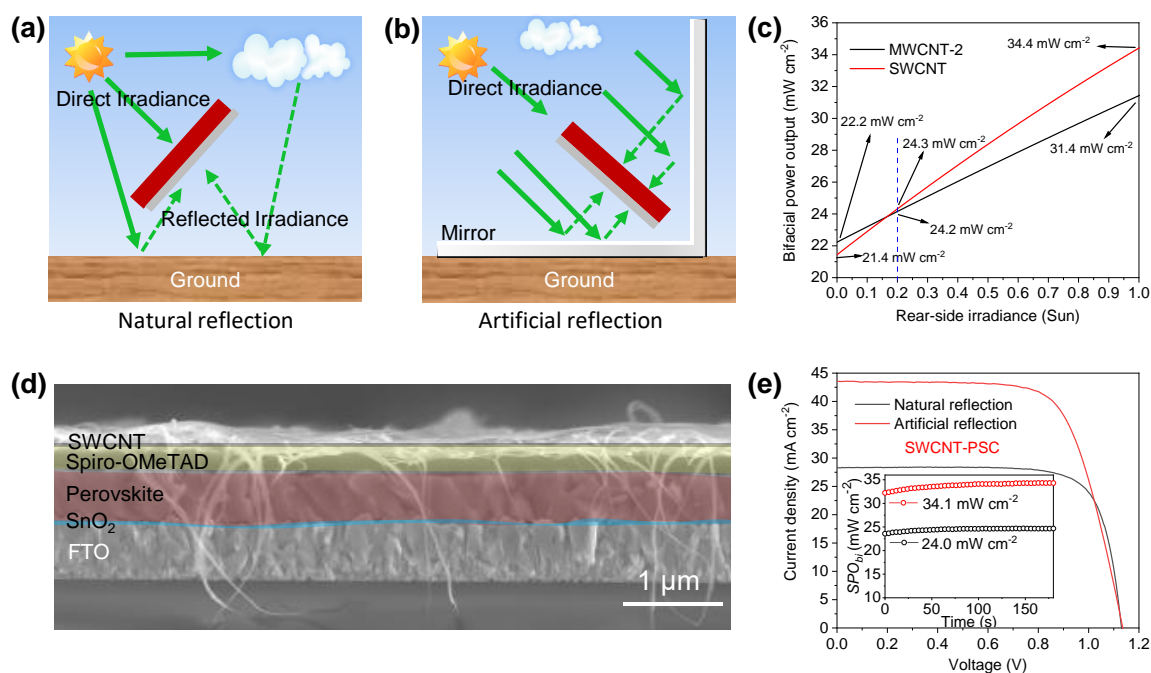 (a)
Direct Irradiance
Reflected Irradiance
Ground
Natural reflection
(b)
Direct Irradiance
Mirror
Ground
Artificial reflection
(c)
Bifacial power output (mW cm⁻²)
36
34
32
30
28
26
24
22
20
MWCNT-2
SWCNT
34.4 mW cm⁻²
22.2 mW cm⁻²
24.3 mW cm⁻²
31.4 mW cm⁻²
24.2 mW cm⁻²
21.4 mW cm⁻²
0.0 0.1 0.2 0.3 0.4 0.5 0.6 0.7 0.8 0.9 1.0
Rear-side irradiance (Sun)
(d)
SWCNT
Spiro-OMeTAD
Perovskite
SnO₂
FTO
1 μm
(e)
Current density (mA cm⁻²)
45
40
35
30
25
20
15
10
5
0
Natural reflection
Artificial reflection
SWCNT-PSC
SPO_bi (mW cm⁻²)
35
30
25
20
15
10
34.1 mW cm⁻²
24.0 mW cm⁻²
0 50 100 150
Time (s)
0.0 0.2 0.4 0.6 0.8 1.0 1.2
Voltage (V)